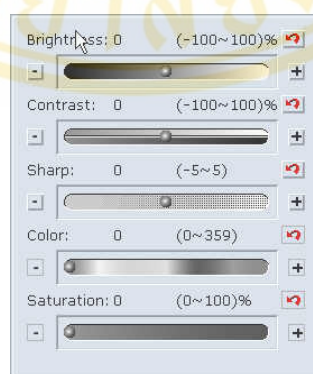 Brightness: 0 (-100~100)%
- +
Contrast: 0 (-100~100)%
- +
Sharp: 0 (-5~5)
- +
Color: 0 (0~359)
- +
Saturation: 0 (0~100)%
- +